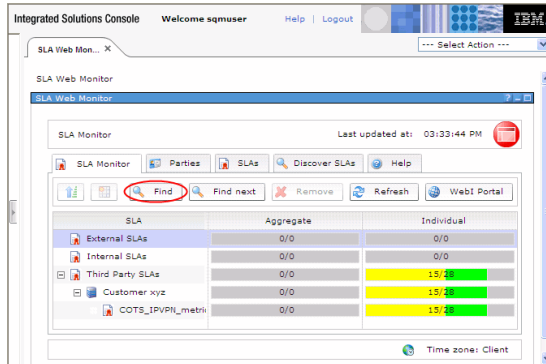 Integrated Solutions Console Welcome sqmuser Help | Logout IBM
SLA Web Mon... X --- Select Action ---
SLA Web Monitor
SLA Web Monitor
SLA Monitor Last updated at: 03:33:44 PM
SLA Monitor Parties SLAs Discover SLAs Help
Find Find next Remove Refresh WebI Portal
SLA Aggregate Individual
External SLAs 0/0 0/0
Internal SLAs 0/0 0/0
Third Party SLAs 0/0 15/28
Customer xyz 0/0 15/28
COTS_IPVPN_metri 0/0 15/28
Time zone: Client